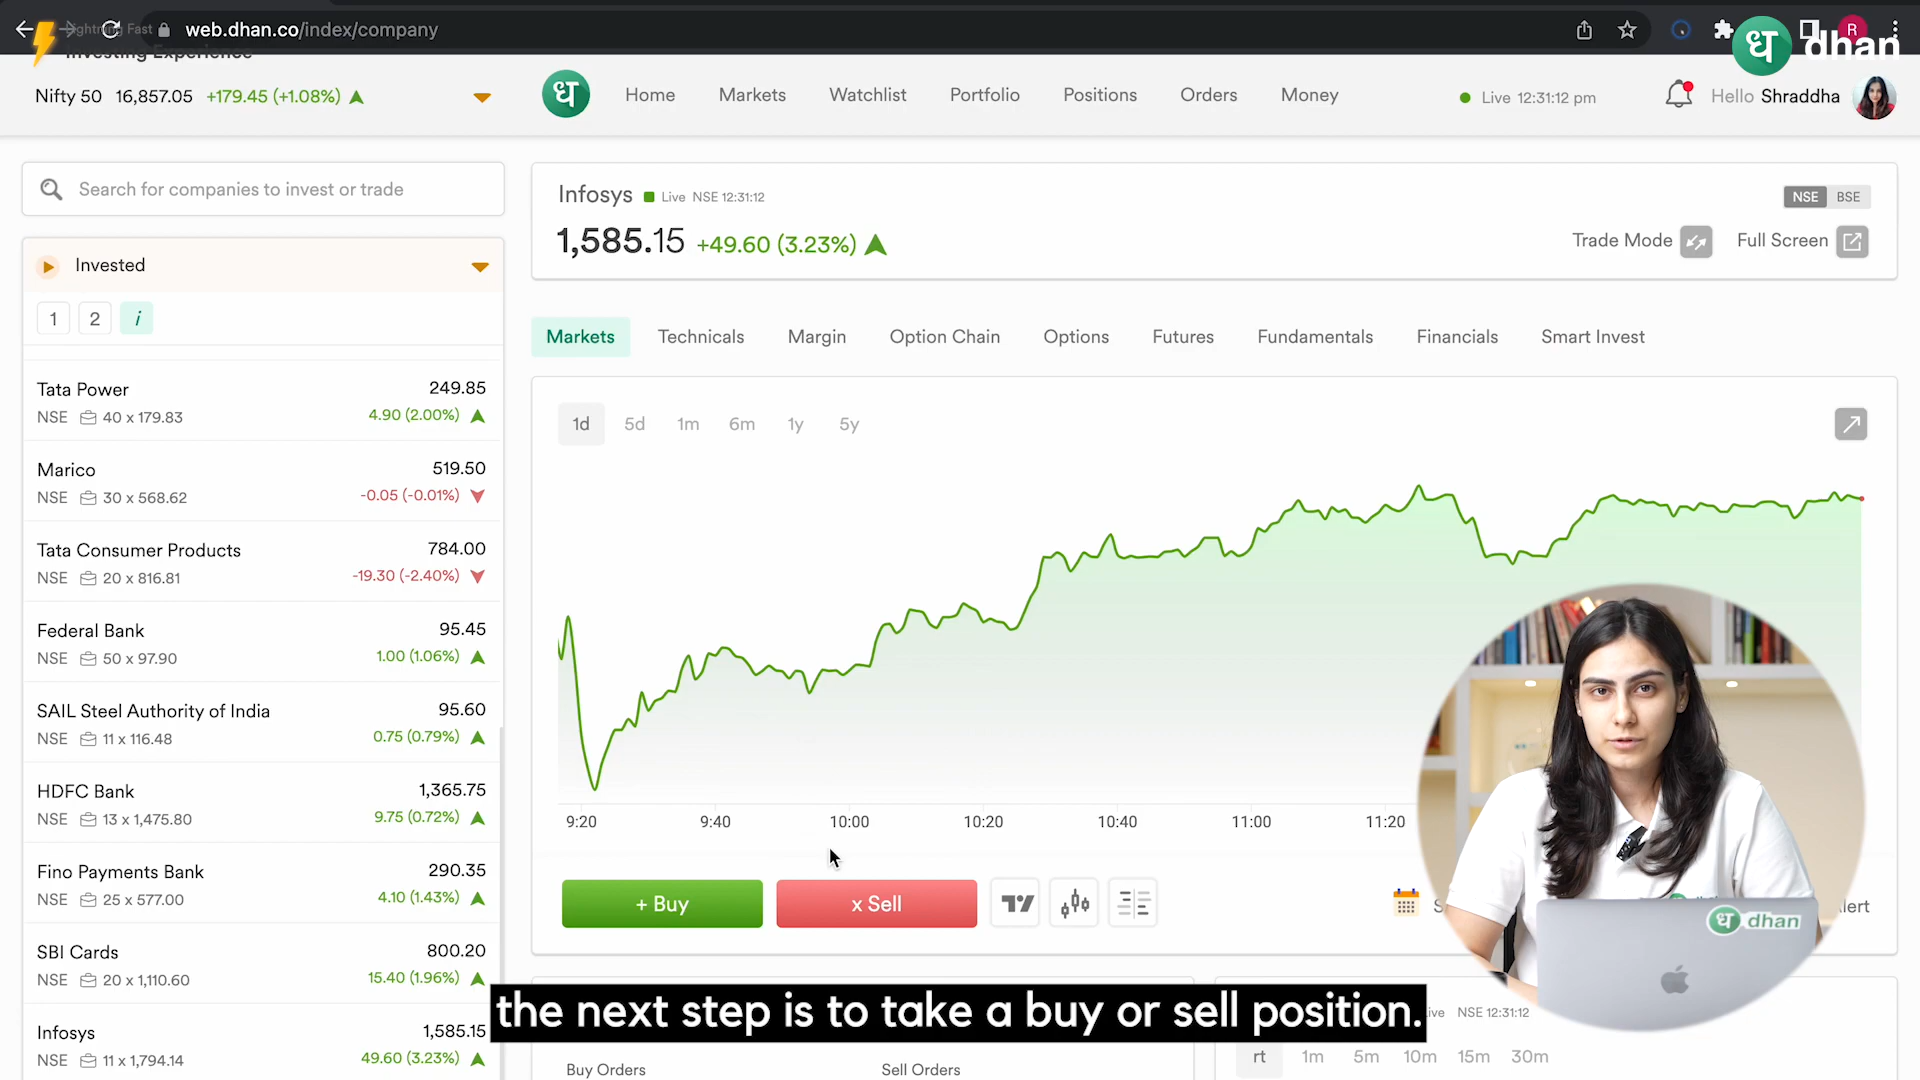 Lightning Fast
web.dhan.co/index/company
R
Investing Experience
ध dhan
Nifty 50 16,857.05 +179.45 (+1.08%)
ध
Home Markets Watchlist Portfolio Positions Orders Money
Live 12:31:12 pm
Hello Shraddha
Search for companies to invest or trade
Invested
1 2 i
Tata Power 249.85
NSE 40 x 179.83 4.90 (2.00%)
Marico 519.50
NSE 30 x 568.62 -0.05 (-0.01%)
Tata Consumer Products 784.00
NSE 20 x 816.81 -19.30 (-2.40%)
Federal Bank 95.45
NSE 50 x 97.90 1.00 (1.06%)
SAIL Steel Authority of India 95.60
NSE 11 x 116.48 0.75 (0.79%)
HDFC Bank 1,365.75
NSE 13 x 1,475.80 9.75 (0.72%)
Fino Payments Bank 290.35
NSE 25 x 577.00 4.10 (1.43%)
SBI Cards 800.20
NSE 20 x 1,110.60 15.40 (1.96%)
Infosys 1,585.15
NSE 11 x 1,794.14 49.60 (3.23%)
Infosys Live NSE 12:31:12
NSE BSE
1,585.15 +49.60 (3.23%)
Trade Mode Full Screen
Markets Technicals Margin Option Chain Options Futures Fundamentals Financials Smart Invest
1d 5d 1m 6m 1y 5y
9:20 9:40 10:00 10:20 10:40 11:00 11:20
+ Buy x Sell
ध dhan
the next step is to take a buy or sell position.
NSE 12:31:12
Buy Orders Sell Orders
rt 1m 5m 10m 15m 30m